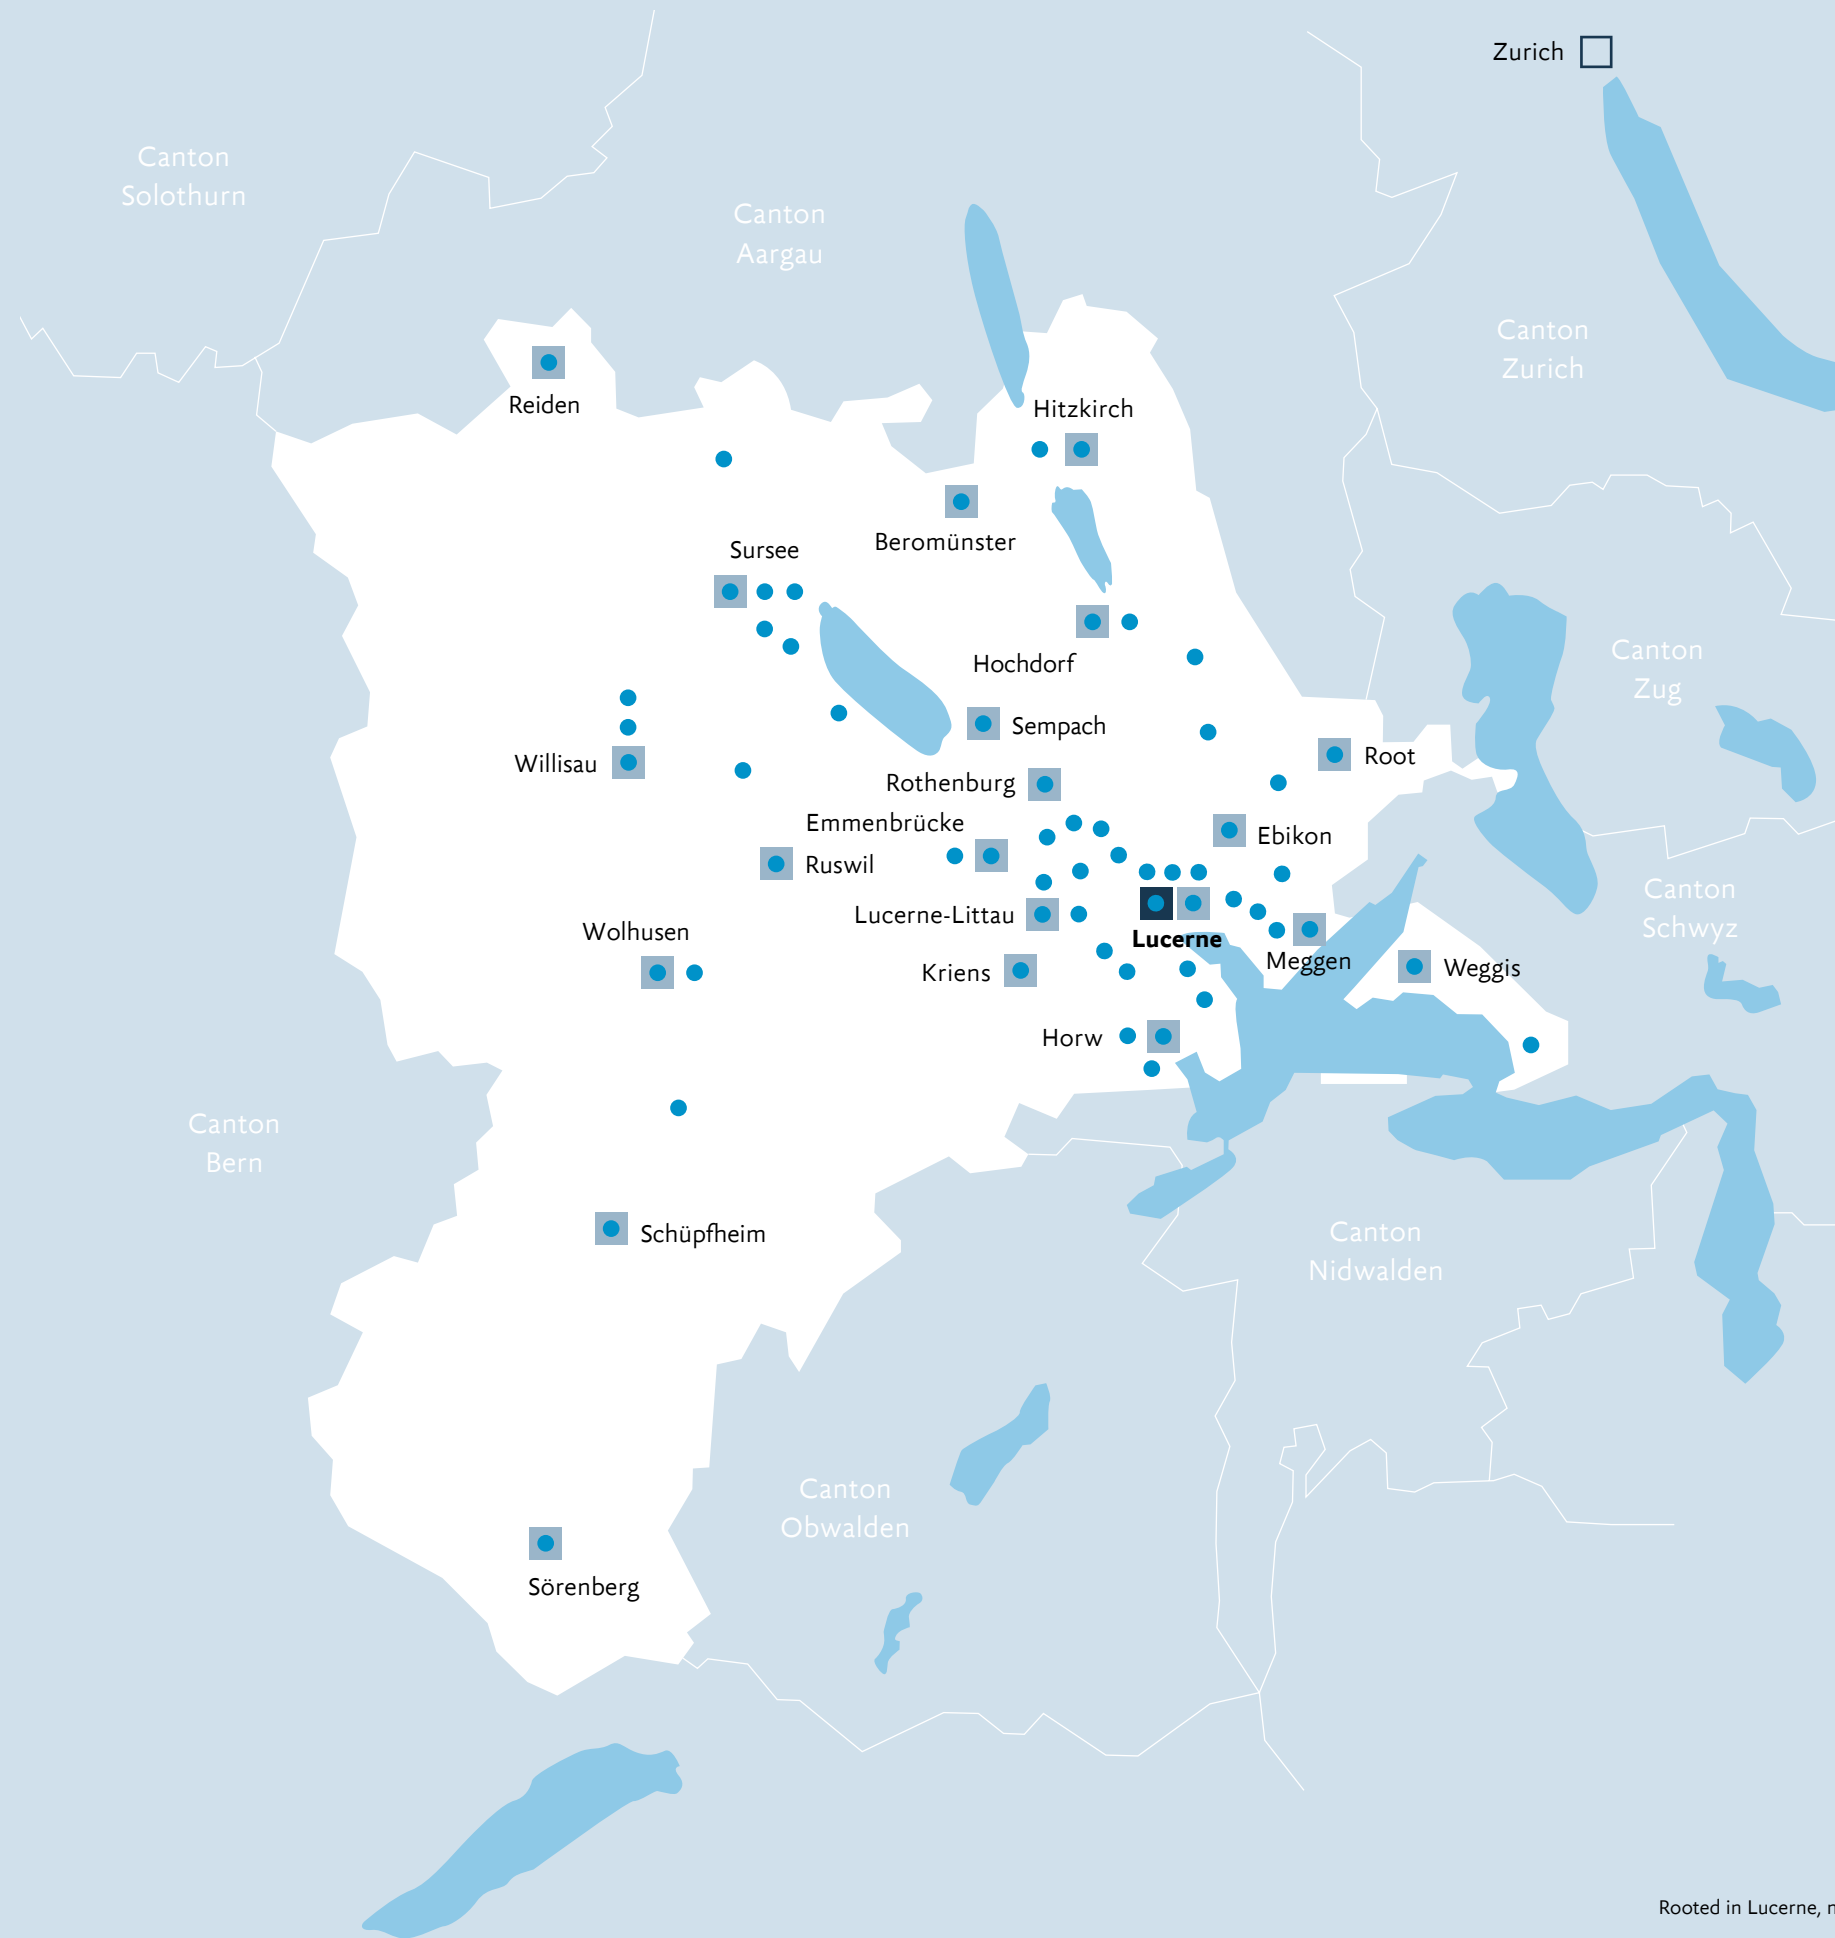 Zurich
Canton
Solothurn
Canton
Aargau
Canton
Zurich
Reiden
Hitzkirch
Beromünster
Sursee
Hochdorf
Canton
Zug
Sempach
Willisau
Root
Rothenburg
Emmenbrücke
Ebikon
Ruswil
Canton
Schwyz
Lucerne-Littau
Wolhusen
Lucerne
Meggen
Weggis
Kriens
Horw
Canton
Bern
Schüpfheim
Canton
Nidwalden
Canton
Obwalden
Sörenberg
Rooted in Lucerne,